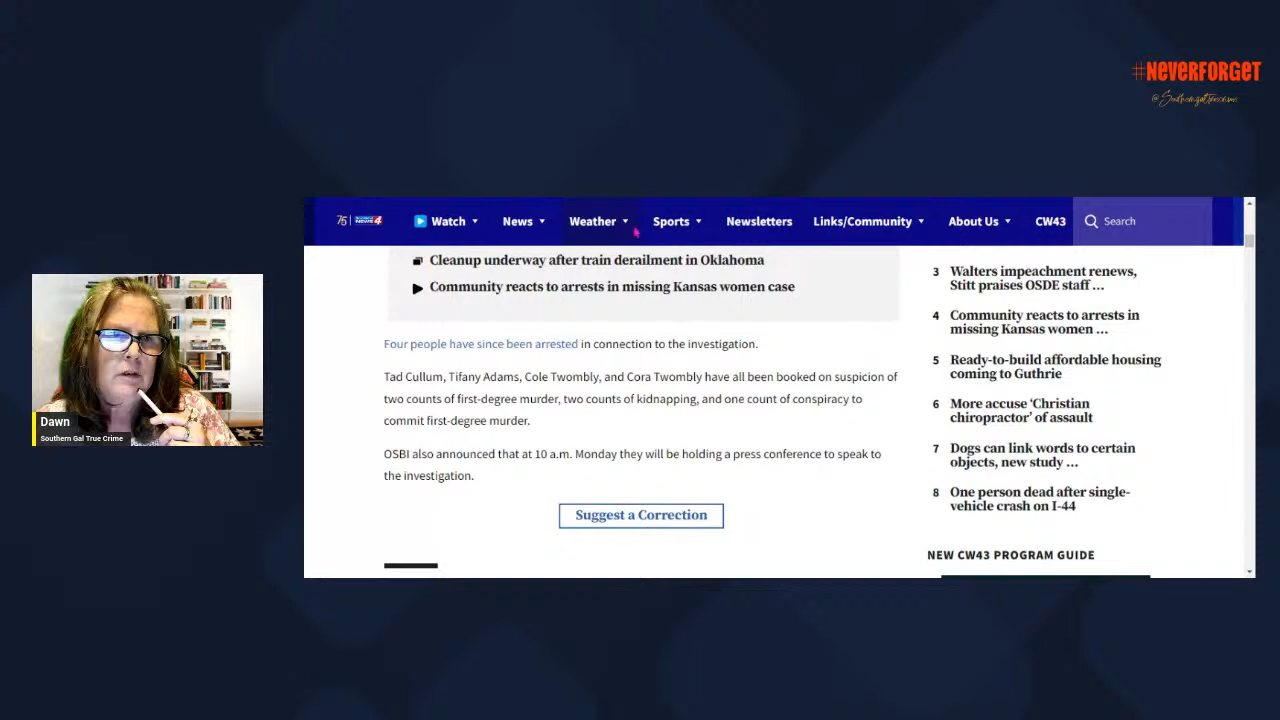 #NEVERFORGET
@Southerngaltruecrime
75 NEWS 4
Watch
News
Weather
Sports
Newsletters
Links/Community
About Us
CW43
Search
Cleanup underway after train derailment in Oklahoma
Community reacts to arrests in missing Kansas women case
Four people have since been arrested in connection to the investigation.
Tad Cullum, Tifany Adams, Cole Twombly, and Cora Twombly have all been booked on suspicion of
two counts of first-degree murder, two counts of kidnapping, and one count of conspiracy to
commit first-degree murder.
OSBI also announced that at 10 a.m. Monday they will be holding a press conference to speak to
the investigation.
Suggest a Correction
3 Walters impeachment renews,
Stitt praises OSDE staff …
4 Community reacts to arrests in
missing Kansas women …
5 Ready-to-build affordable housing
coming to Guthrie
6 More accuse ‘Christian
chiropractor’ of assault
7 Dogs can link words to certain
objects, new study …
8 One person dead after single-
vehicle crash on I-44
NEW CW43 PROGRAM GUIDE
Dawn
Southern Gal True Crime